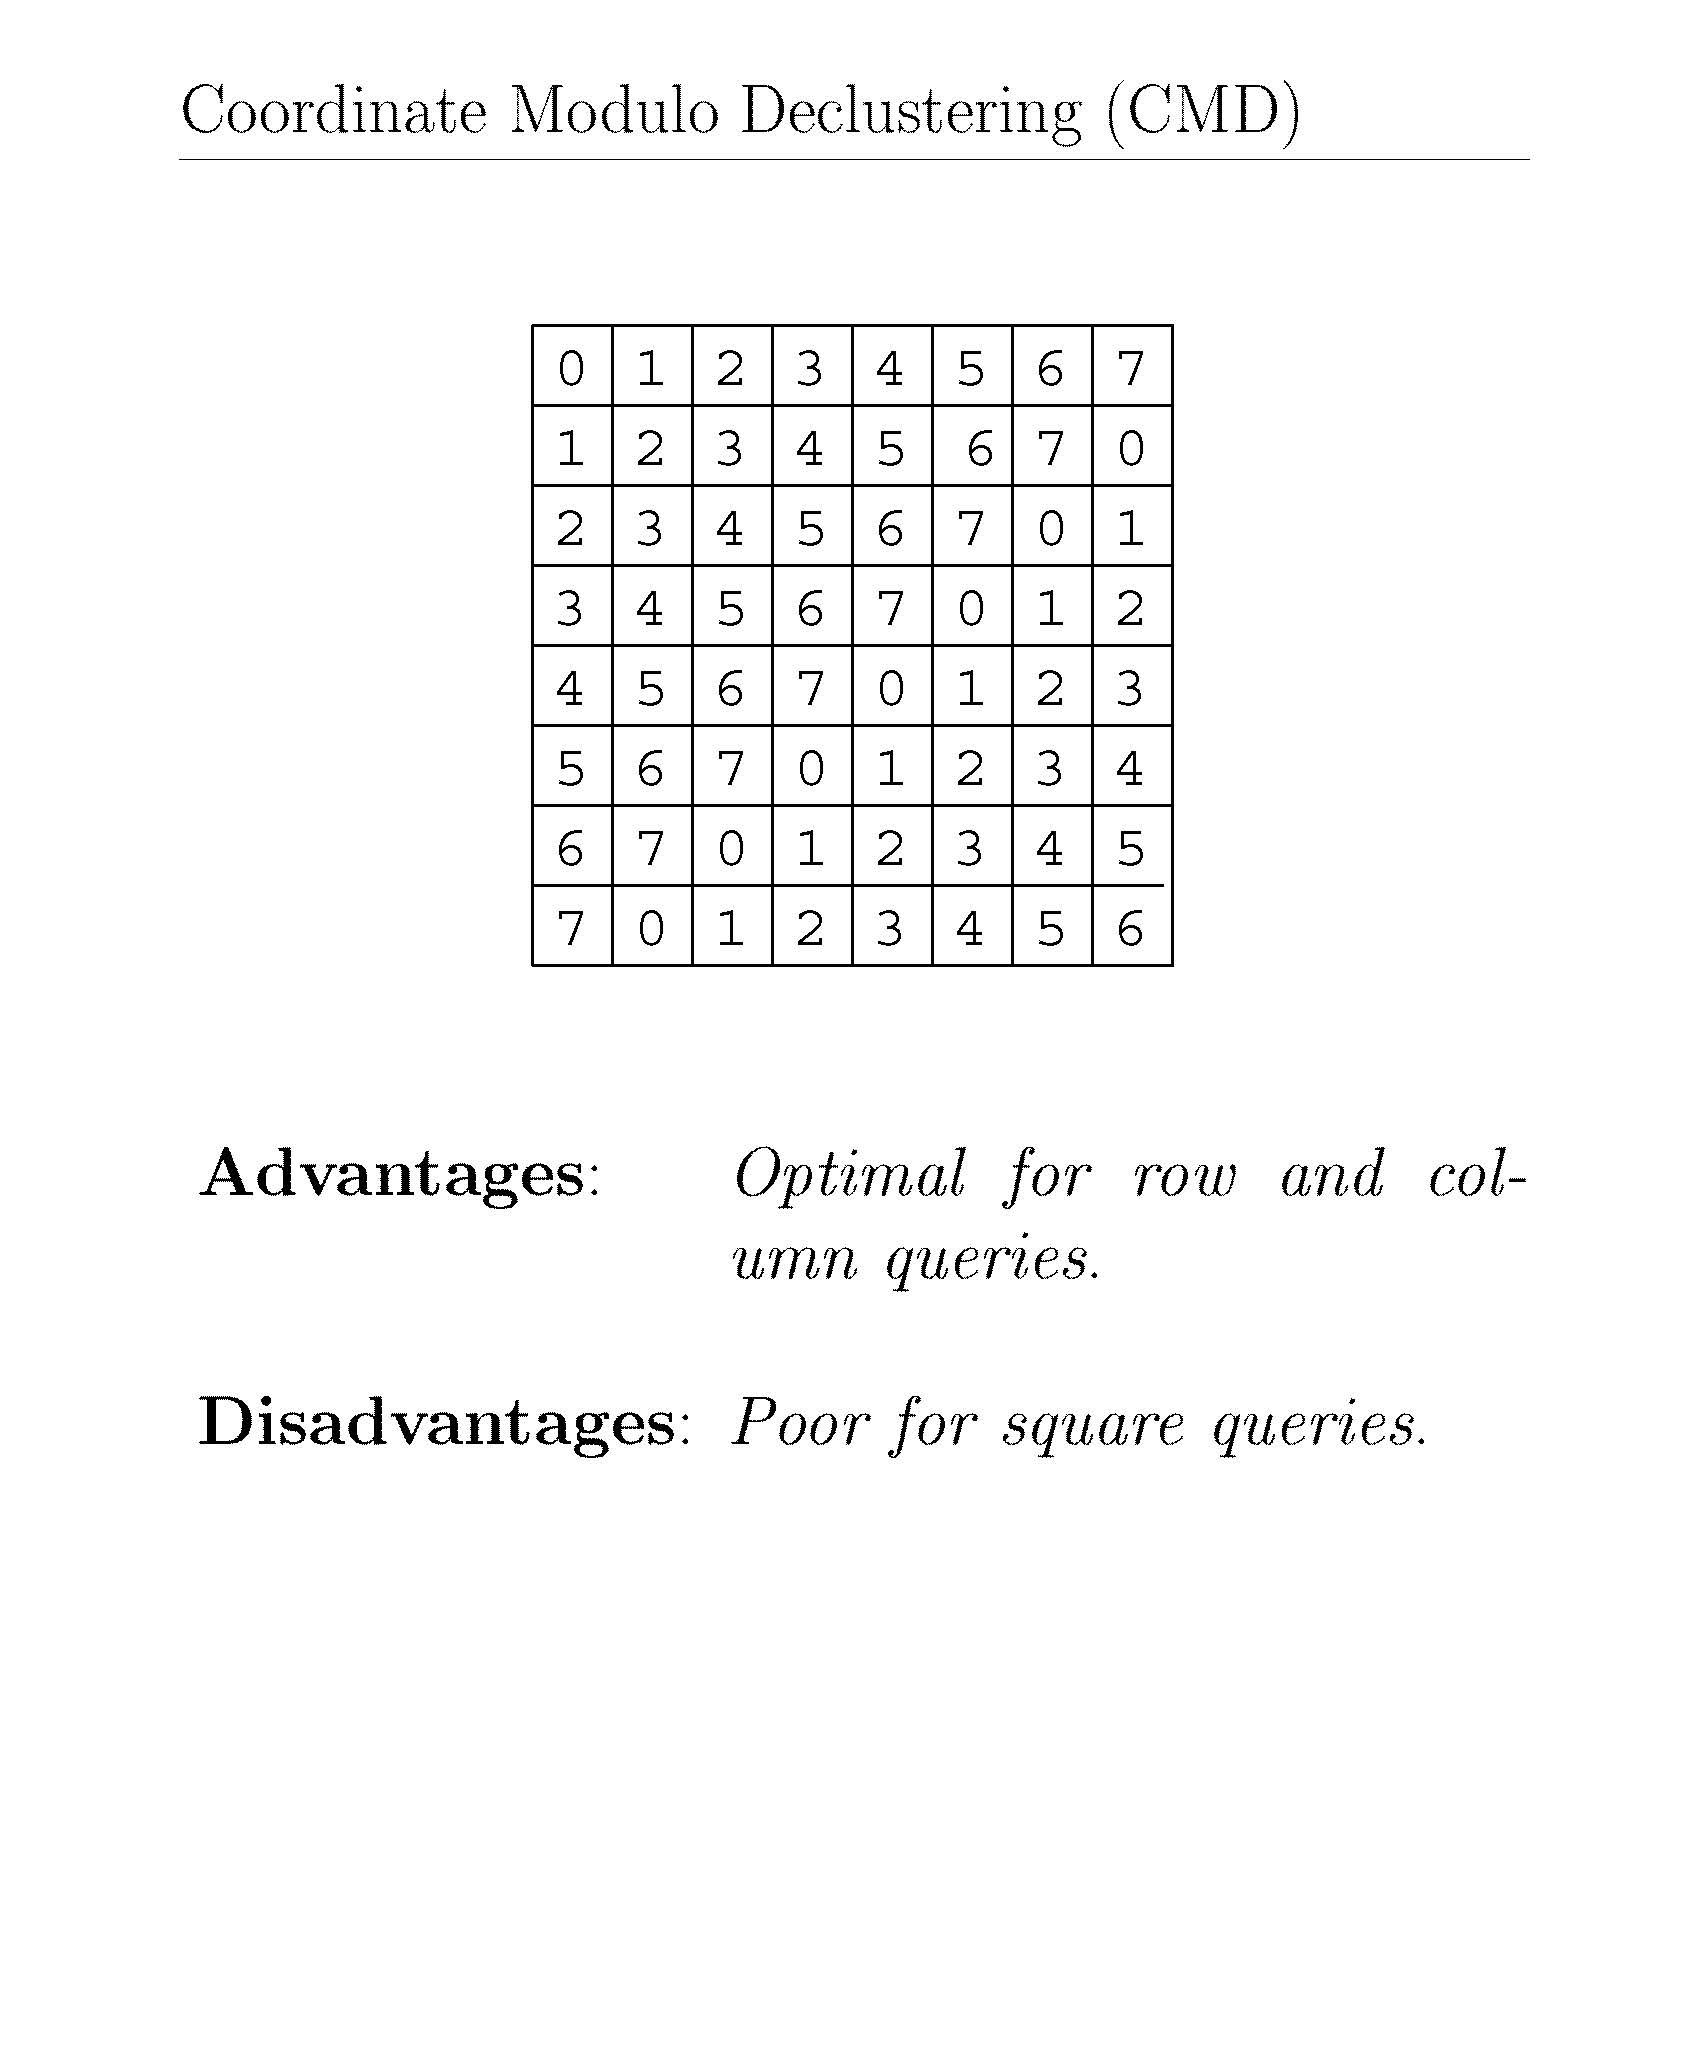 Coordinate Modulo Declustering (CMD)
0 1 2 3 4 5 6 7
1 2 3 4 5 6 7 0
2 3 4 5 6 7 0 1
3 4 5 6 7 0 1 2
4 5 6 7 0 1 2 3
5 6 7 0 1 2 3 4
6 7 0 1 2 3 4 5
7 0 1 2 3 4 5 6
Advantages: Optimal for row and col-
umn queries.
Disadvantages: Poor for square queries.